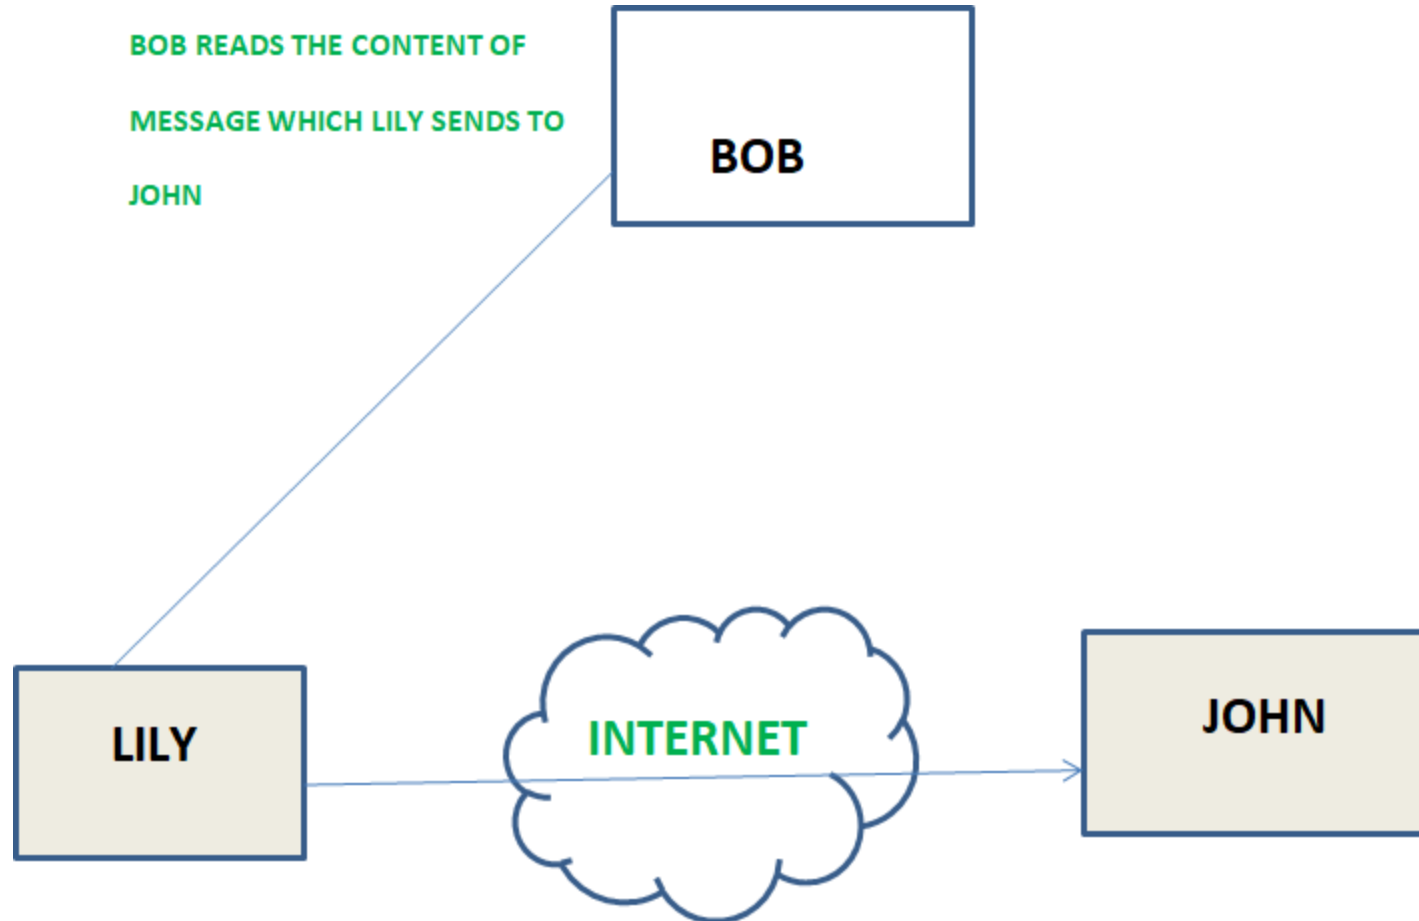 BOB READS THE CONTENT OF
MESSAGE WHICH LILY SENDS TO
JOHN
BOB
LILY
INTERNET
JOHN